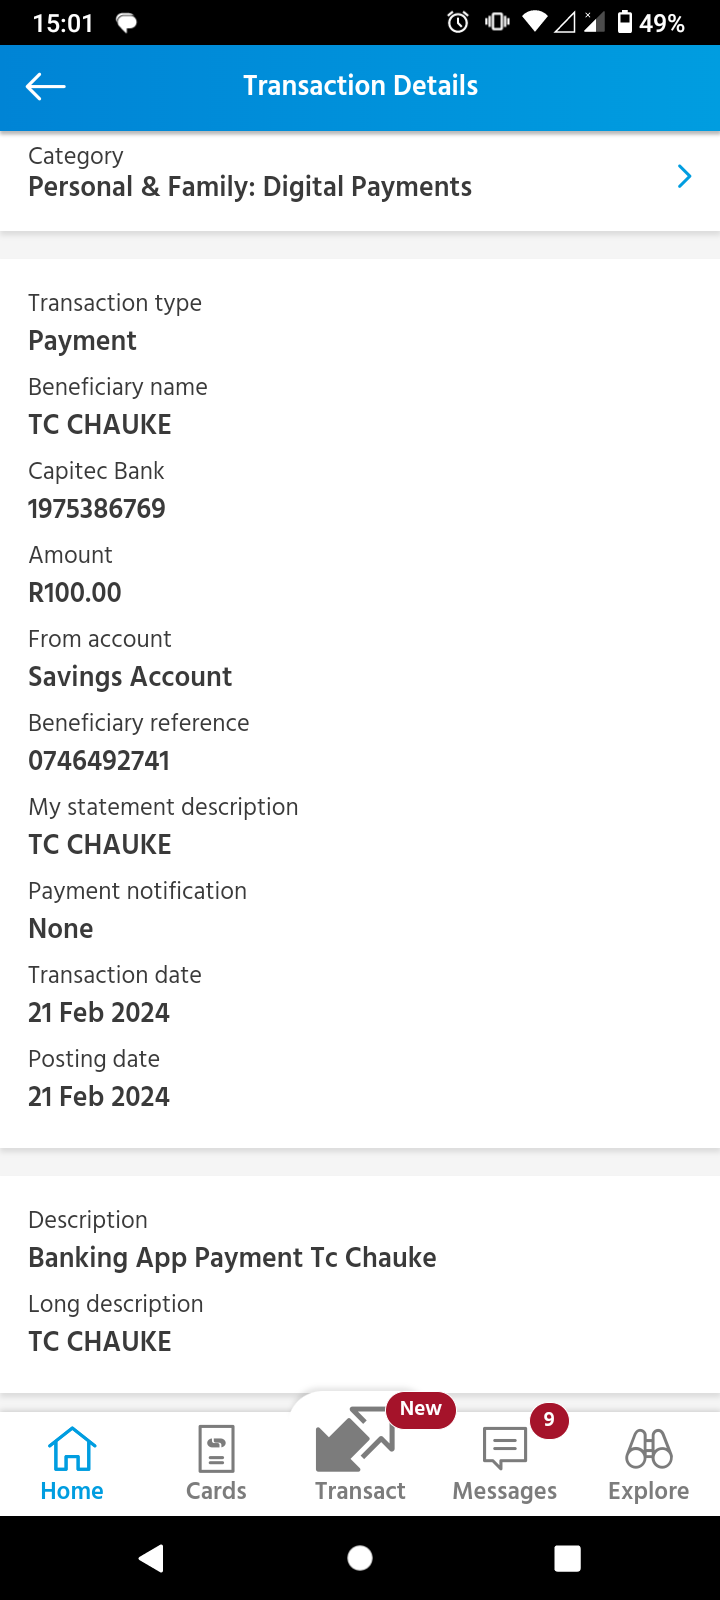 15:01
49%
Transaction Details
Category
Personal & Family: Digital Payments
Transaction type
Payment
Beneficiary name
TC CHAUKE
Capitec Bank
1975386769
Amount
R100.00
From account
Savings Account
Beneficiary reference
0746492741
My statement description
TC CHAUKE
Payment notification
None
Transaction date
21 Feb 2024
Posting date
21 Feb 2024
Description
Banking App Payment Tc Chauke
Long description
TC CHAUKE
New
9
Home
Cards
Transact
Messages
Explore